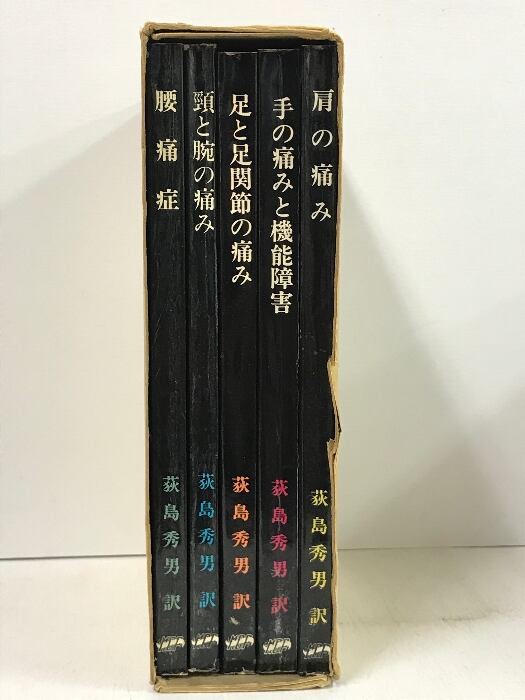 肩の痛み
荻島秀男訳
手の痛みと機能障害
荻島秀男訳
足と足関節の痛み
荻島秀男訳
頸と腕の痛み
荻島秀男訳
腰痛症
荻島秀男訳